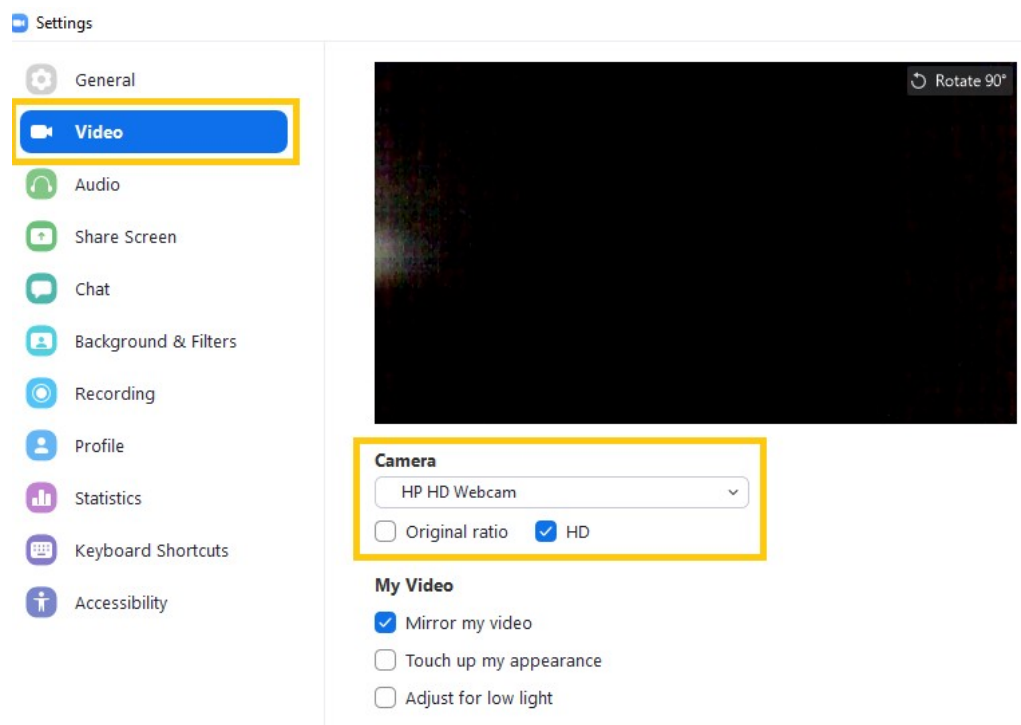 Settings
General
Video
Audio
Share Screen
Chat
Background & Filters
Recording
Profile
Statistics
Keyboard Shortcuts
Accessibility
Rotate 90°
Camera
HP HD Webcam
Original ratio HD
My Video
Mirror my video
Touch up my appearance
Adjust for low light